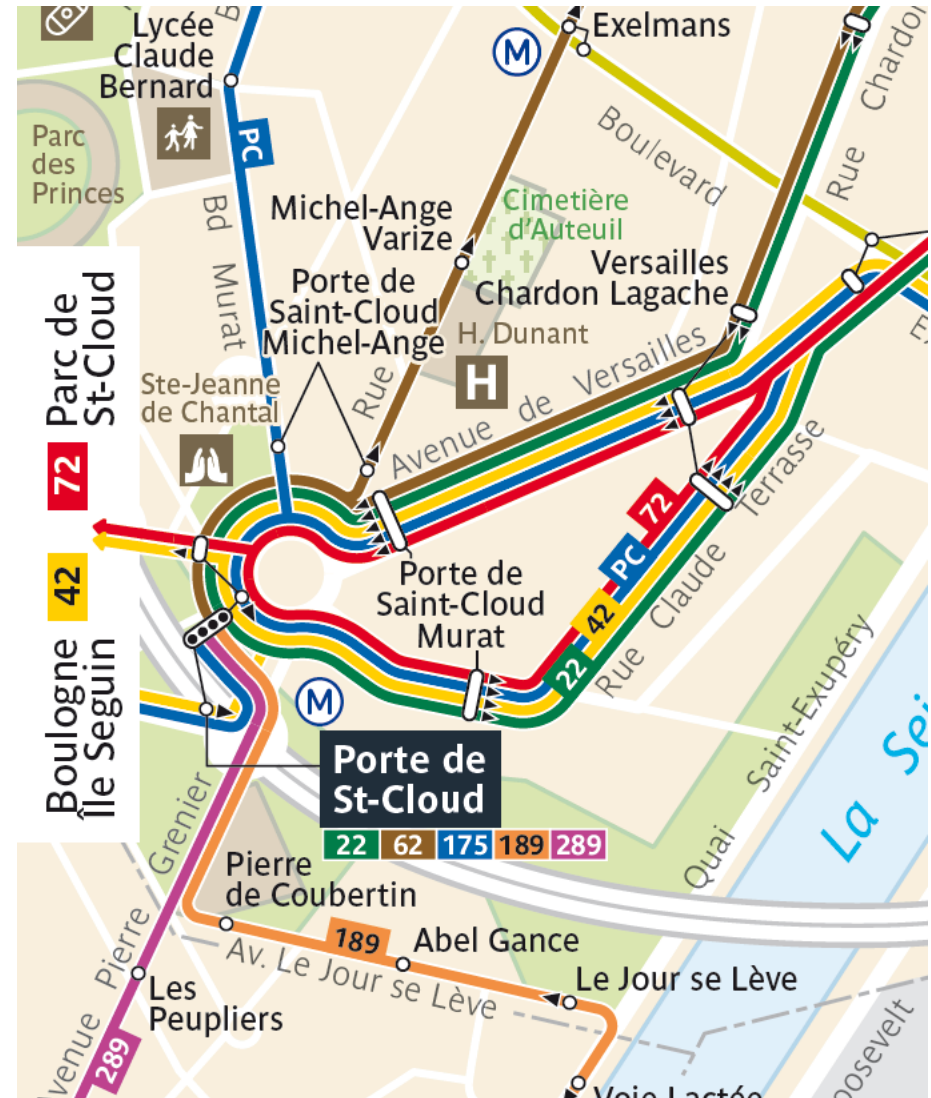 Lycée
Claude
Bernard
Parc
des
Princes
PC
Bd Murat
M
Exelmans
Boulevard
Rue Chardon
Michel-Ange
Varize
Cimetière
d'Auteuil
Porte de
Saint-Cloud
Michel-Ange
Versailles
Chardon Lagache
H. Dunant
H
Rue
Avenue de Versailles
Ste-Jeanne
de Chantal
72 Parc de
St-Cloud
42
Boulogne
Île Seguin
Porte de
Saint-Cloud
Murat
72
PC
42
22
Rue Claude Terrasse
M
Porte de
St-Cloud
22 62 175 189 289
Quai Saint-Exupéry
La Sei
Pierre
de Coubertin
189
Abel Gance
Av. Le Jour se Lève
Le Jour se Lève
Avenue Pierre Grenier
Les
Peupliers
289
Voie Lactée